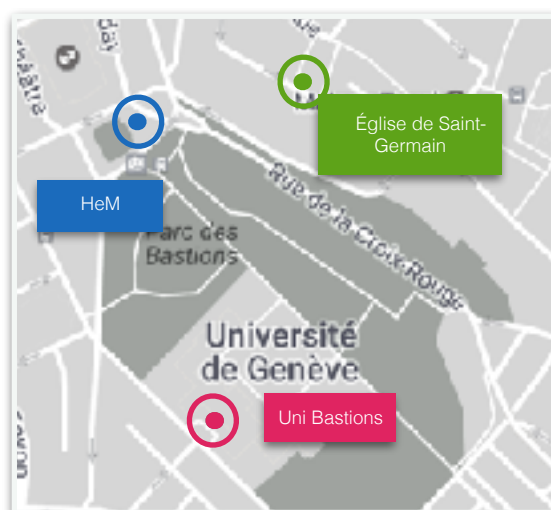 Église de Saint-
Germain
HeM
Parc des
Bastions
Rue de la Croix-Rouge
Université
de Genève
Uni Bastions